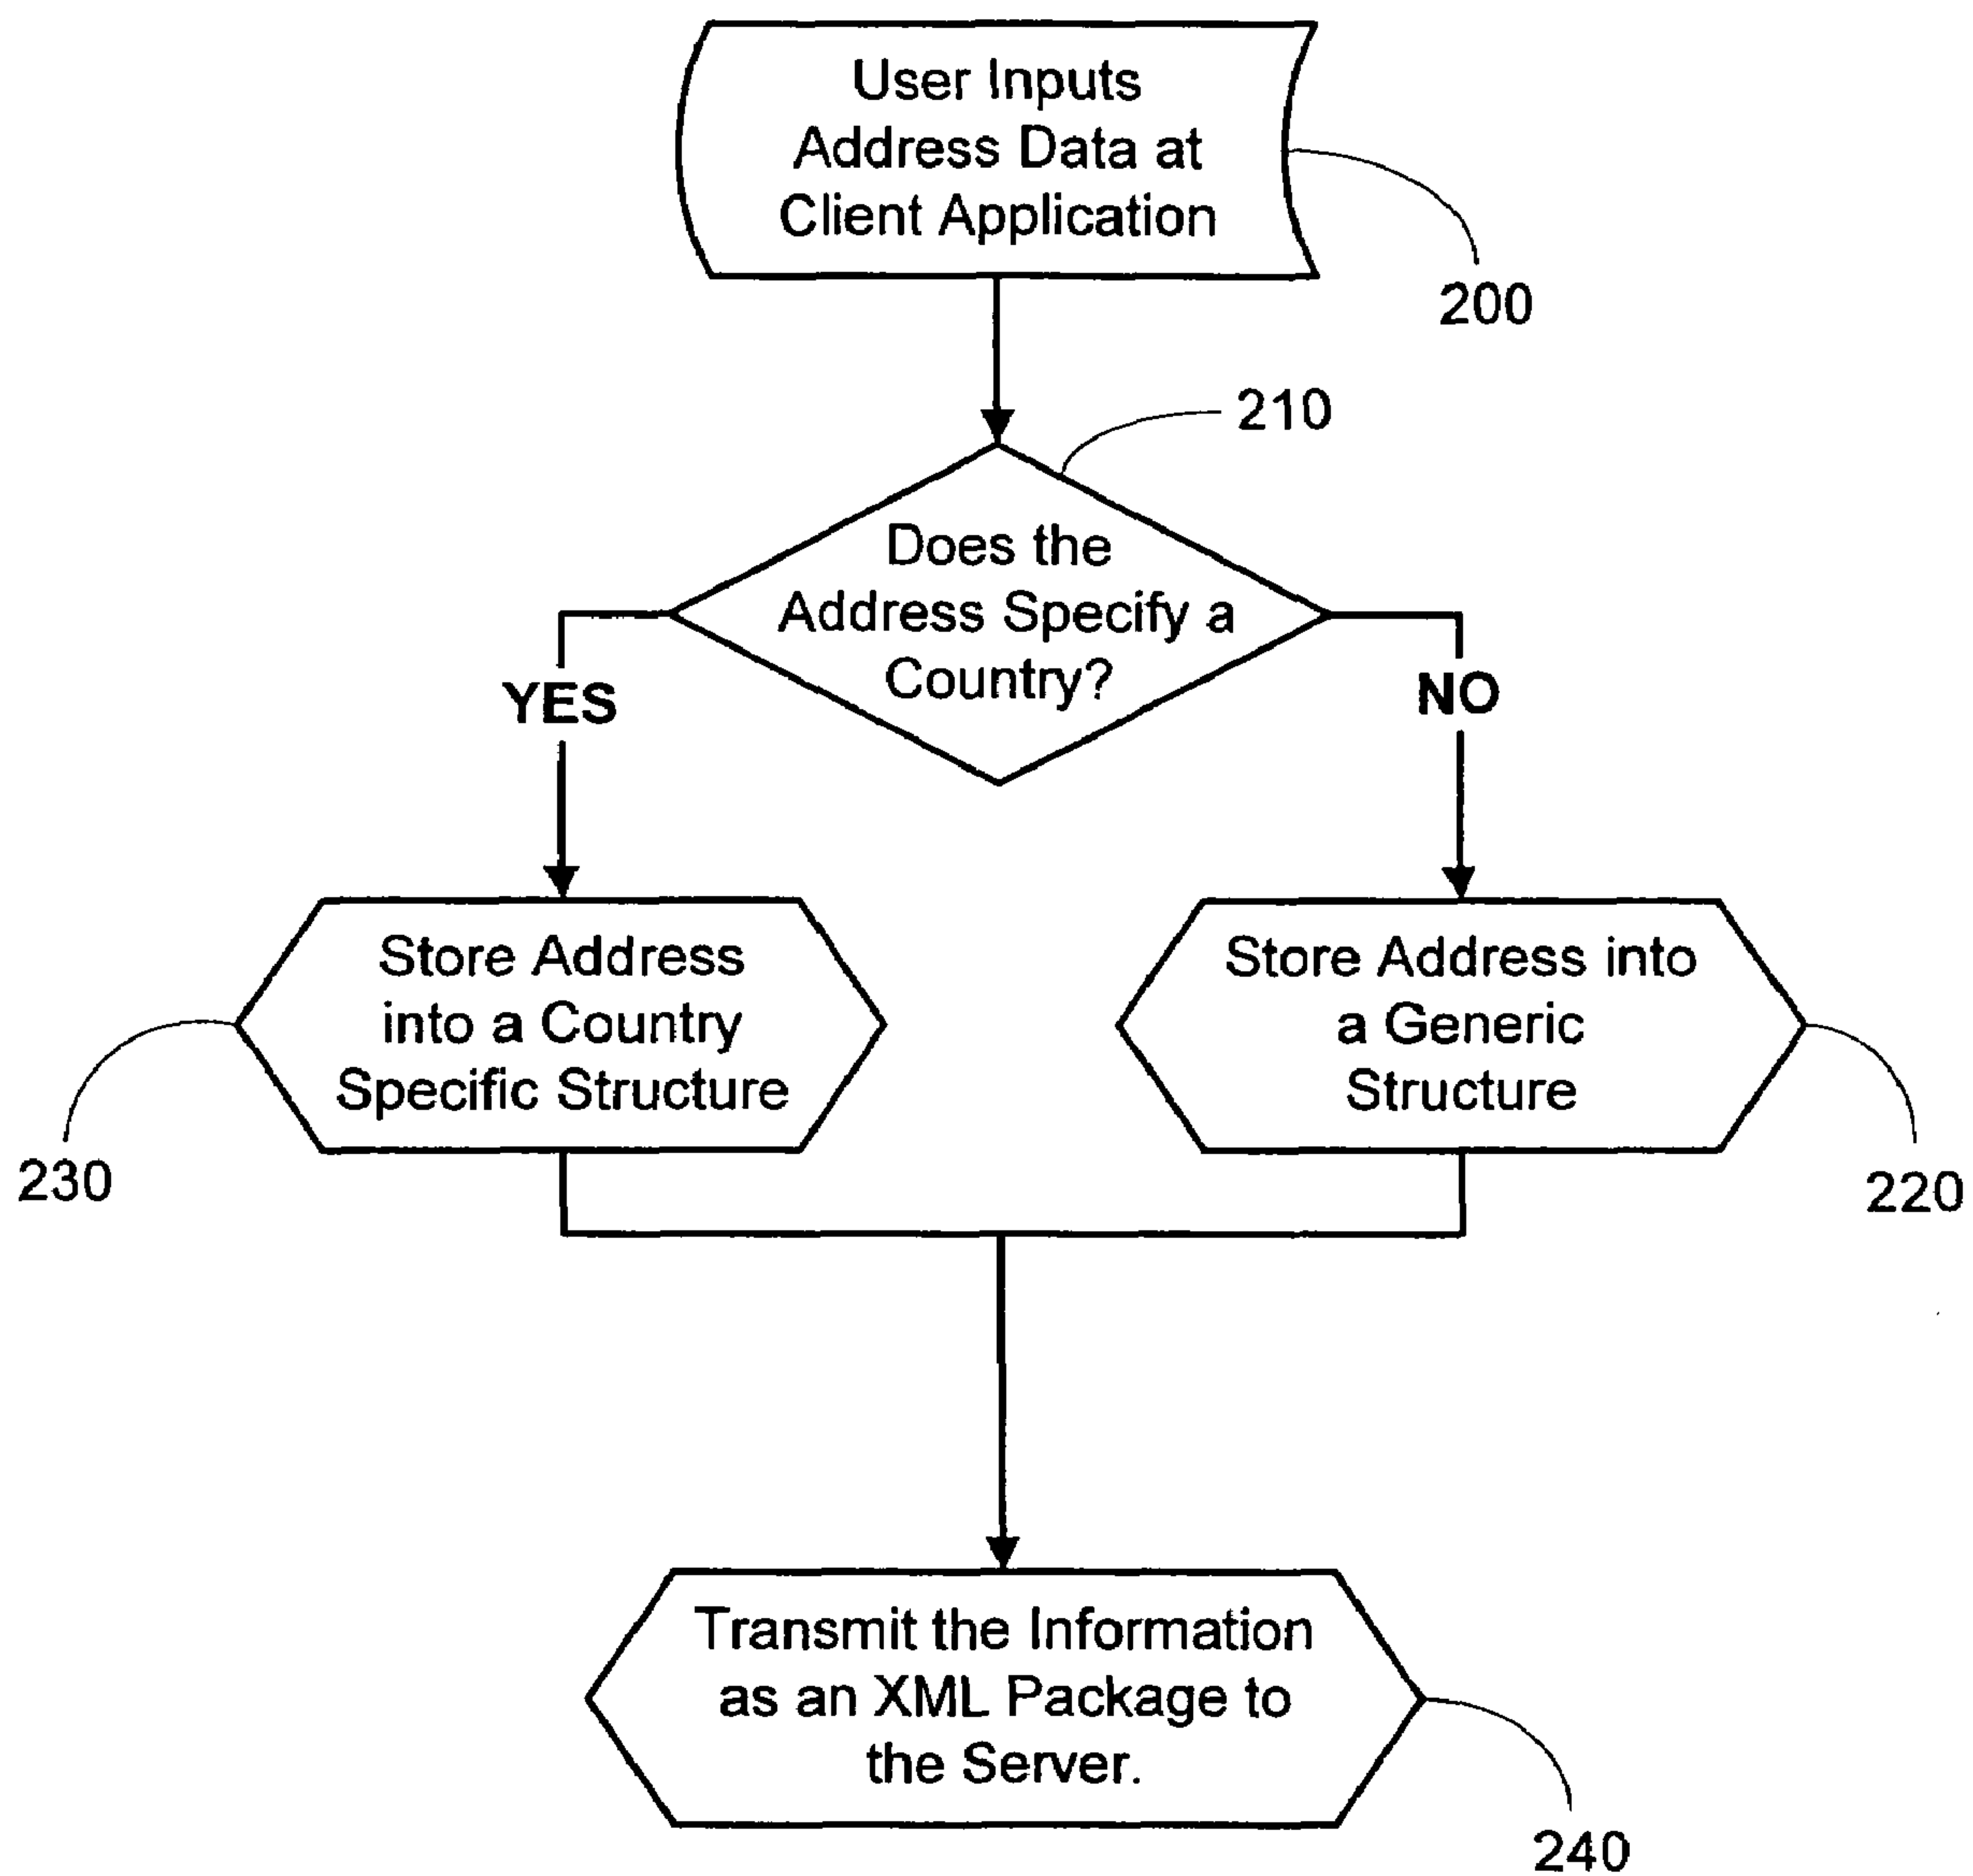 User Inputs
Address Data at
Client Application
200
210
Does the
Address Specify a
Country?
YES
NO
Store Address
into a Country
Specific Structure
230
Store Address into
a Generic
Structure
220
Transmit the Information
as an XML Package to
the Server.
240